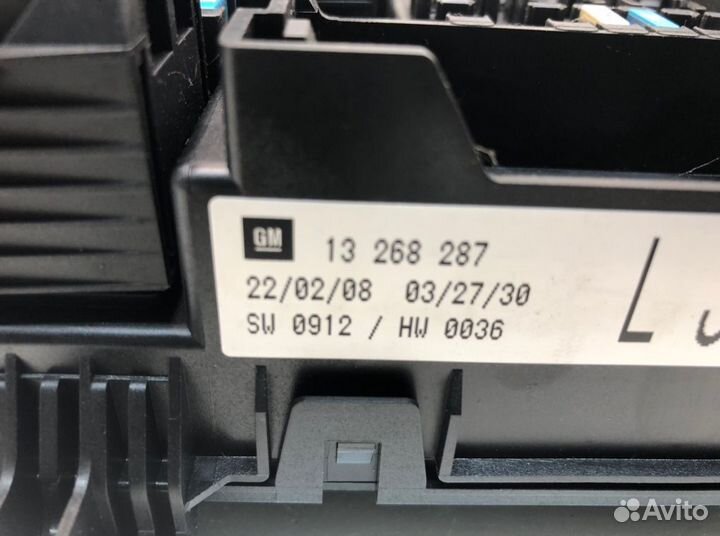 GM 13 268 287
22/02/08 03/27/30
SW 0912 / HW 0036
L
Avito